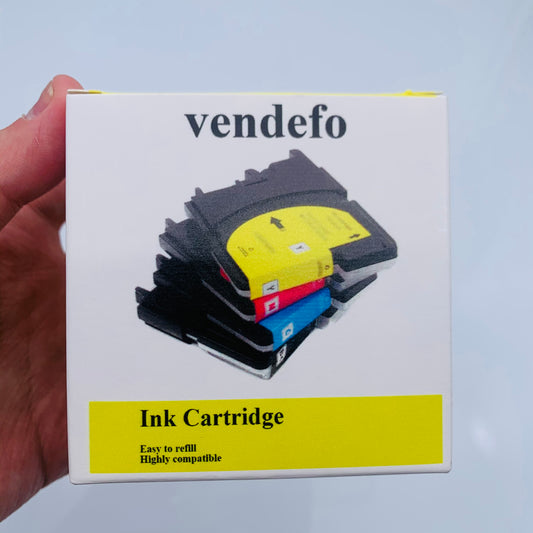 vendefo
Y
M
C
Ink Cartridge
Easy to refill
Highly compatible